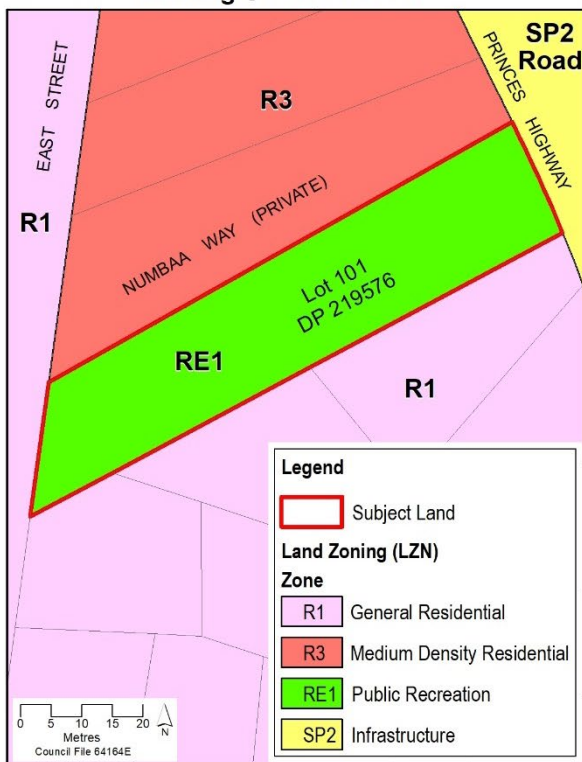 SP2
Road
PRINCES HIGHWAY
EAST STREET
R3
R1
NUMBAA WAY (PRIVATE)
Lot 101
DP 219576
RE1
R1
Legend
Subject Land
Land Zoning (LZN)
Zone
R1 General Residential
R3 Medium Density Residential
RE1 Public Recreation
SP2 Infrastructure
0 5 10 15 20
Metres
N
Council File 64164E